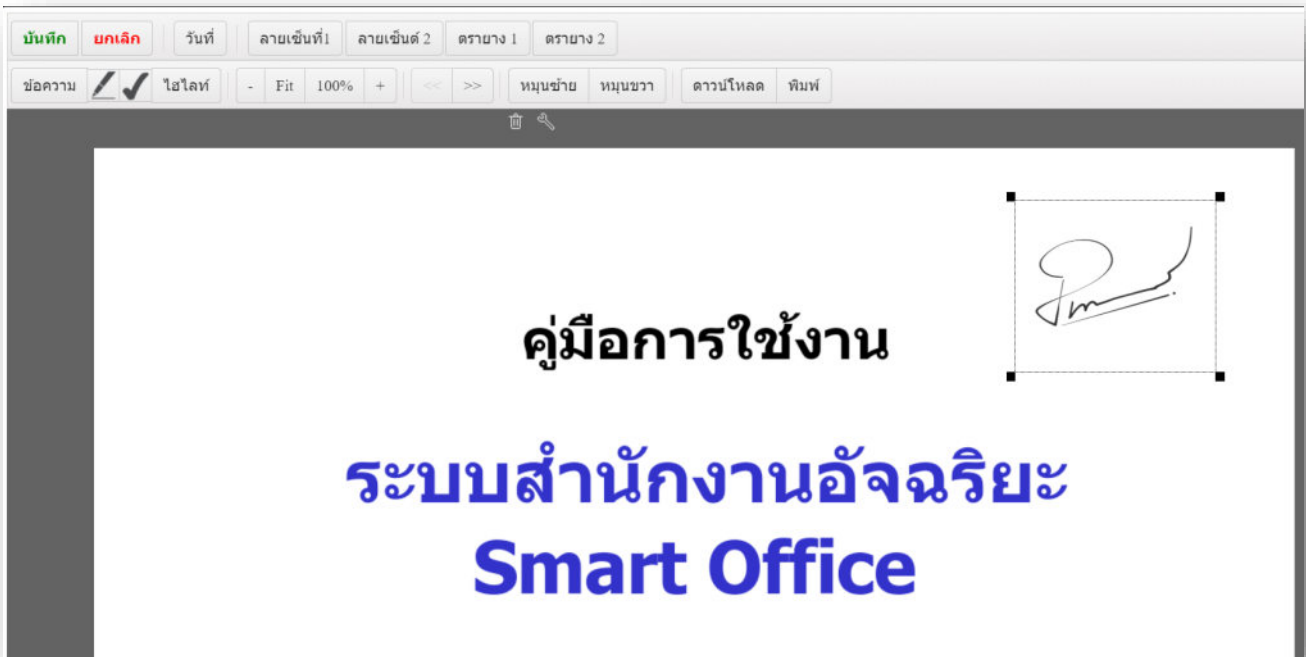 บันทึก ยกเลิก วันที่ ลายเซ็นที่1 ลายเซ็นต์ 2 ตรายาง 1 ตรายาง 2
ข้อความ ไฮไลท์ - Fit 100% + << >> หมุนซ้าย หมุนขวา ดาวน์โหลด พิมพ์
คู่มือการใช้งาน
ระบบสำนักงานอัจฉริยะ
Smart Office